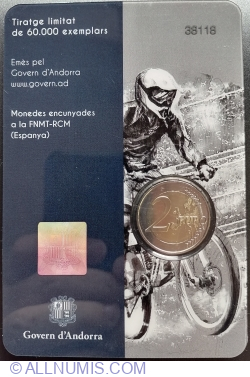 Tiratge limitat
de 60.000 exemplars
38118
Emès pel
Govern d'Andorra
www.govern.ad
Monedes encunyades
a la FNMT-RCM
(Espanya)
2 EURO
Govern d'Andorra
© ALLNUMIS.COM